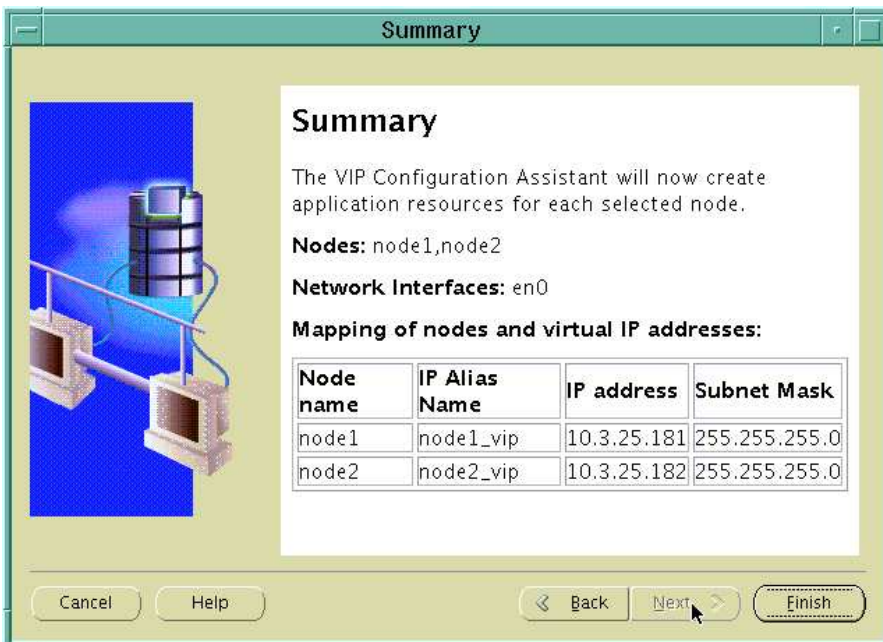 Summary
Summary
The VIP Configuration Assistant will now create
application resources for each selected node.
Nodes: node1,node2
Network Interfaces: en0
Mapping of nodes and virtual IP addresses:
Node name IP Alias Name IP address Subnet Mask
node1 node1_vip 10.3.25.181 255.255.255.0
node2 node2_vip 10.3.25.182 255.255.255.0
Cancel Help Back Next Finish